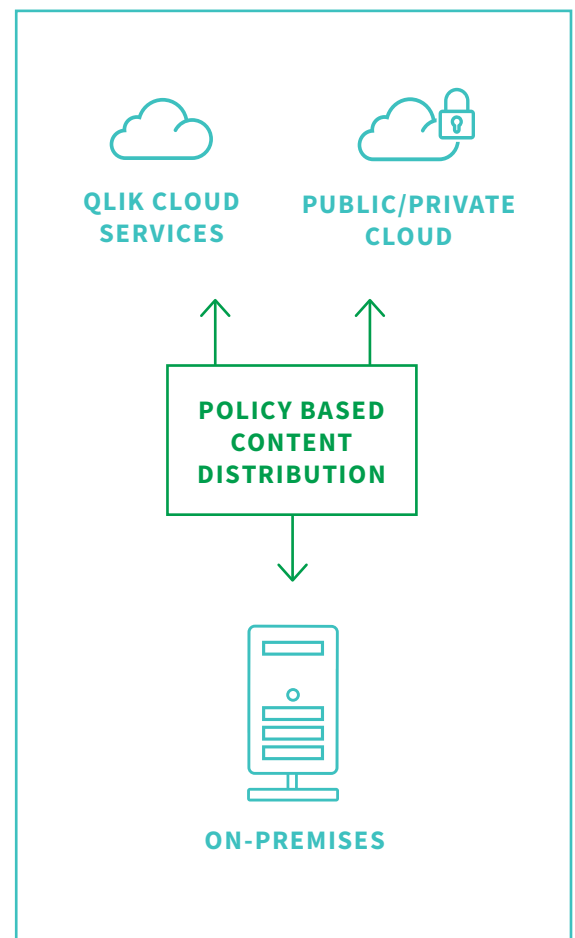 QLIK CLOUD
SERVICES
PUBLIC/PRIVATE
CLOUD
POLICY BASED
CONTENT
DISTRIBUTION
ON-PREMISES